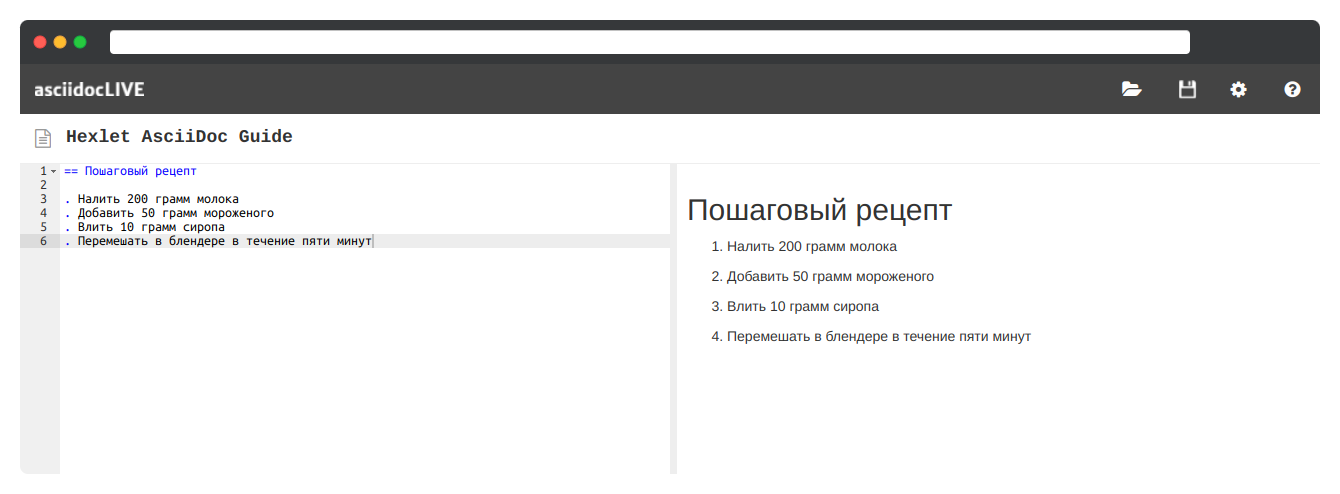 asciidocLIVE
Hexlet AsciiDoc Guide
1 == Пошаговый рецепт
2
3 . Налить 200 грамм молока
4 . Добавить 50 грамм мороженого
5 . Влить 10 грамм сиропа
6 . Перемешать в блендере в течение пяти минут
Пошаговый рецепт
1. Налить 200 грамм молока
2. Добавить 50 грамм мороженого
3. Влить 10 грамм сиропа
4. Перемешать в блендере в течение пяти минут